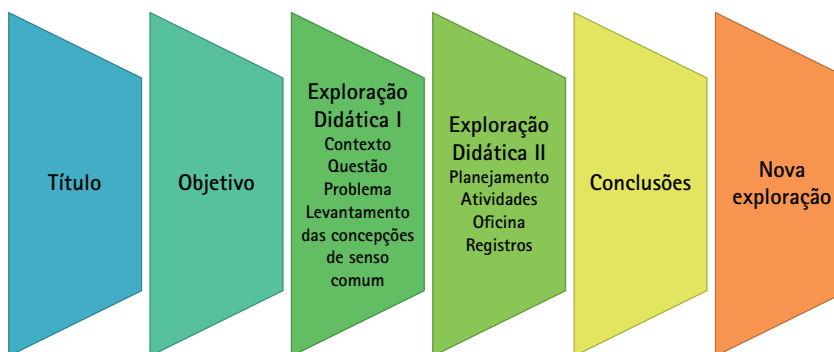 Título
Objetivo
Exploração
Didática I
Contexto
Questão
Problema
Levantamento
das concepções
de senso
comum
Exploração
Didática II
Planejamento
Atividades
Oficina
Registros
Conclusões
Nova
exploração